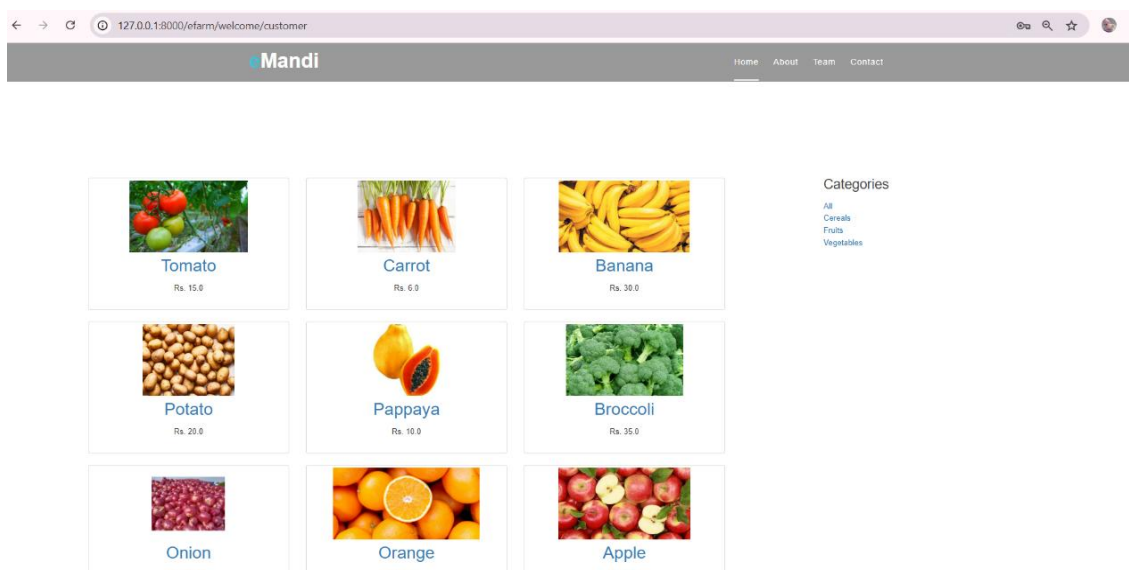 127.0.0.1:8000/efarm/welcome/customer
eMandi
Home About Team Contact
Tomato
Rs. 15.0
Carrot
Rs. 6.0
Banana
Rs. 30.0
Categories
All
Cereals
Fruits
Vegetables
Potato
Rs. 20.0
Pappaya
Rs. 10.0
Broccoli
Rs. 35.0
Onion
Orange
Apple